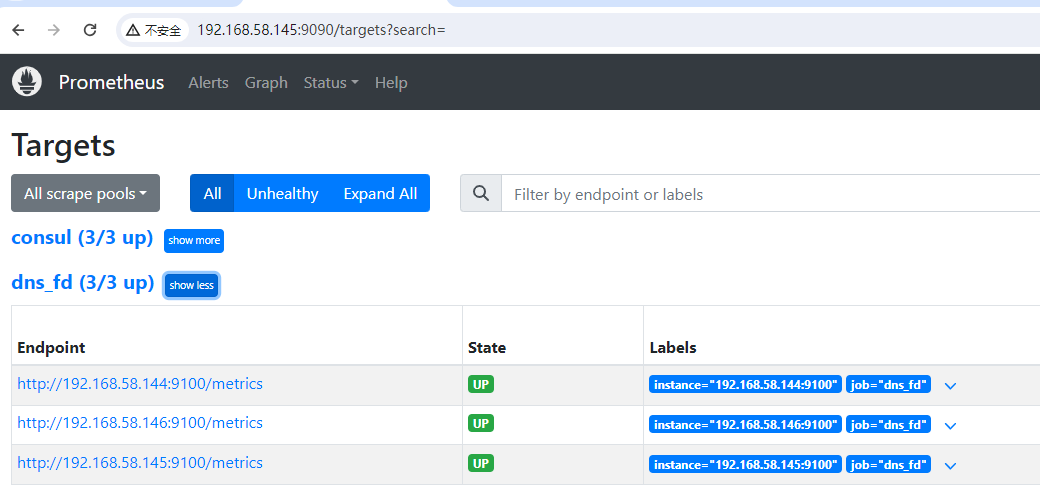 不安全 192.168.58.145:9090/targets?search=
Prometheus Alerts Graph Status Help
Targets
All scrape pools All Unhealthy Expand All Filter by endpoint or labels
consul (3/3 up) show more
dns_fd (3/3 up) show less
Endpoint State Labels
http://192.168.58.144:9100/metrics UP instance="192.168.58.144:9100" job="dns_fd"
http://192.168.58.146:9100/metrics UP instance="192.168.58.146:9100" job="dns_fd"
http://192.168.58.145:9100/metrics UP instance="192.168.58.145:9100" job="dns_fd"